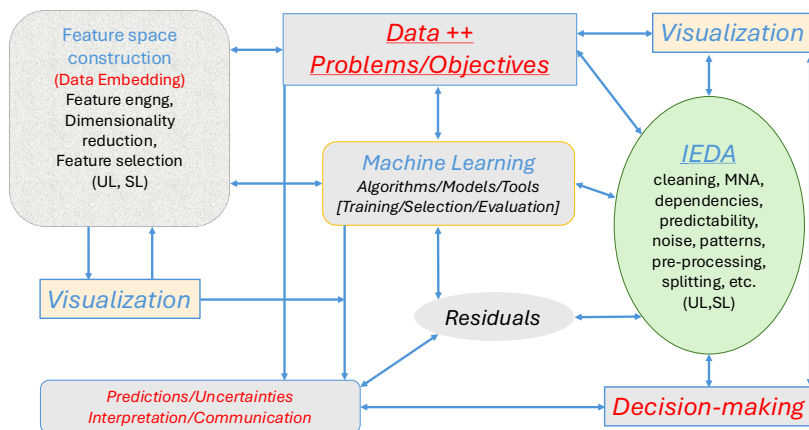 Feature space
construction
(Data Embedding)
Feature engng,
Dimensionality
reduction,
Feature selection
(UL, SL)
Data ++
Problems/Objectives
Visualization
Machine Learning
Algorithms/Models/Tools
[Training/Selection/Evaluation]
IEDA
cleaning, MNA,
dependencies,
predictability,
noise, patterns,
pre-processing,
splitting, etc.
(UL,SL)
Visualization
Residuals
Predictions/Uncertainties
Interpretation/Communication
Decision-making